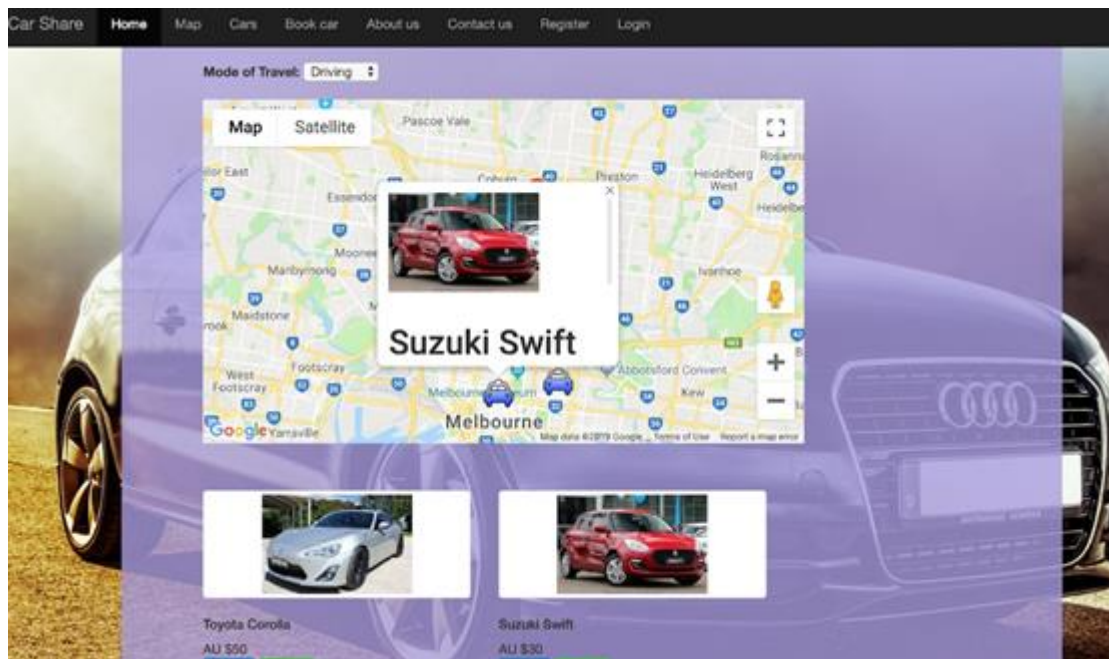 Car Share Home Map Cars Book car About us Contact us Register Login
Mode of Travel: Driving
Map Satellite
Pascoe Vale
Rosanna
Coburg
Preston
Heidelberg
West
Essendon
Heidelbe
Moonee
Maribyrnong
Ivanhoe
Maidstone
Suzuki Swift
West
Footscray
Footscray
Abbotsford Convent
Kew
Melbourne
Google
Yarraville
Map data ©2019 Google
Terms of Use
Report a map error
Toyota Corolla
Suzuki Swift
AU $50
AU $30